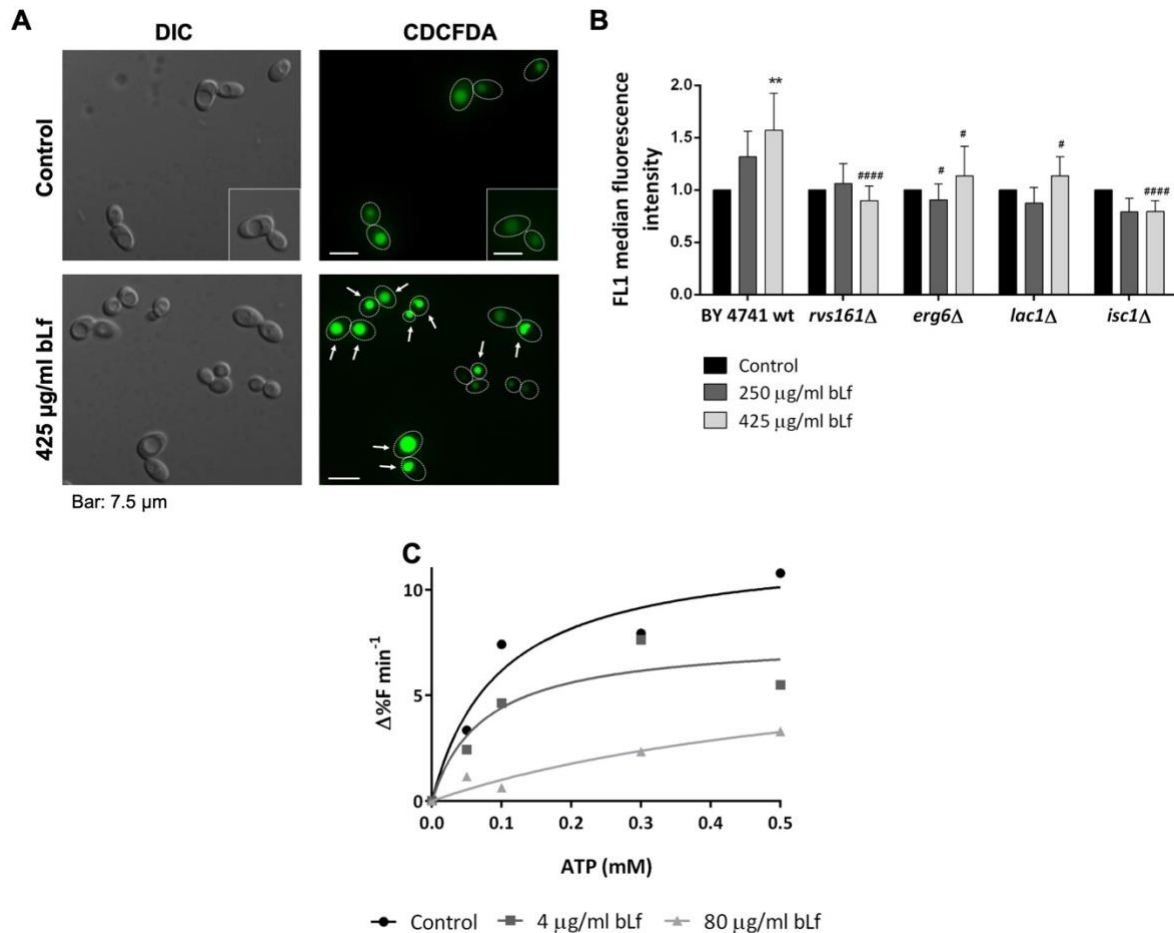 A
DIC
CDCFDA
Control
425 µg/ml bLf
Bar: 7.5 µm
B
FL1 median fluorescence
intensity
2.0
1.5
1.0
0.5
0.0
**
####
#
#
#
####
BY 4741 wt
rvs161Δ
erg6Δ
lac1Δ
isc1Δ
Control
250 µg/ml bLf
425 µg/ml bLf
C
Δ%F min⁻¹
10
5
0
0.0 0.1 0.2 0.3 0.4 0.5
ATP (mM)
Control 4 µg/ml bLf 80 µg/ml bLf